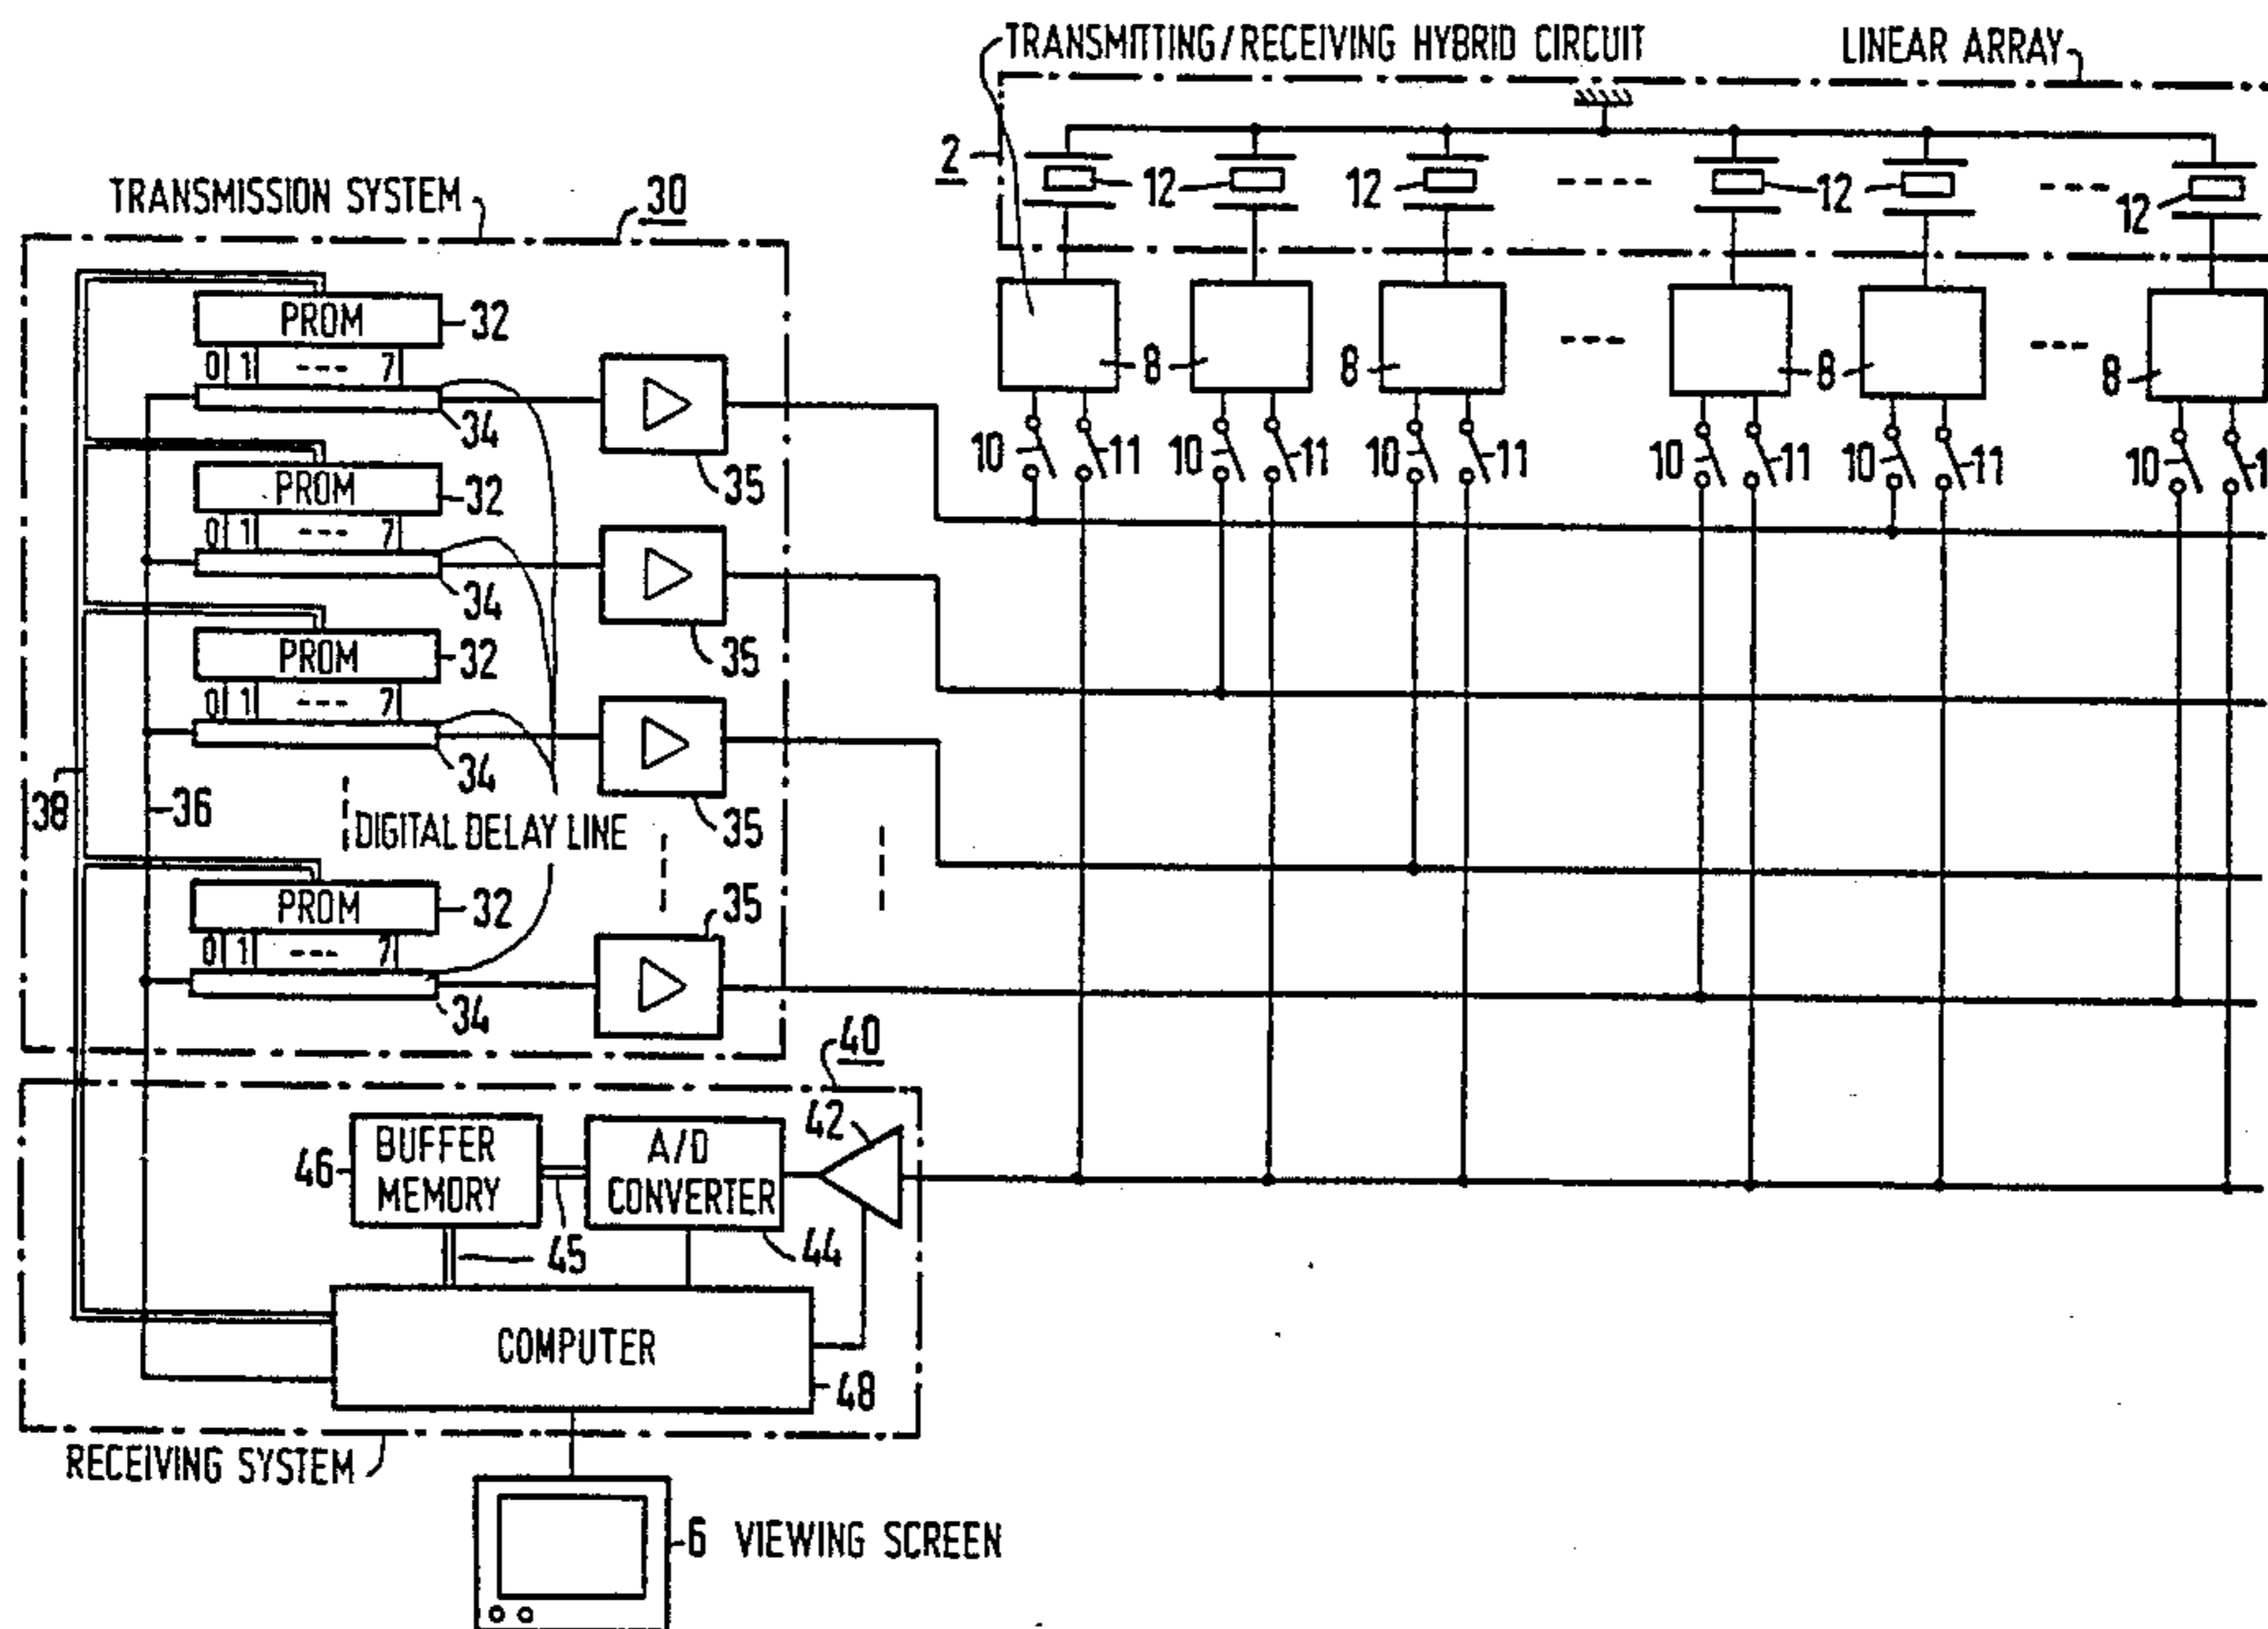 TRANSMITTING/RECEIVING HYBRID CIRCUIT LINEAR ARRAY
2 12 12 12 12 12
TRANSMISSION SYSTEM 30
PROM 32
0 1 --- 7
34 35
8 8 8 8 8
10 11 10 11 10 11 10 11 10 11 10 1
PROM 32
0 1 --- 7
34 35
PROM 32
0 1 --- 7
34 35
38 36 DIGITAL DELAY LINE
PROM 32 35
0 1 --- 7
34
40
46 BUFFER MEMORY
A/D CONVERTER 42
45 44
COMPUTER
48
RECEIVING SYSTEM
6 VIEWING SCREEN